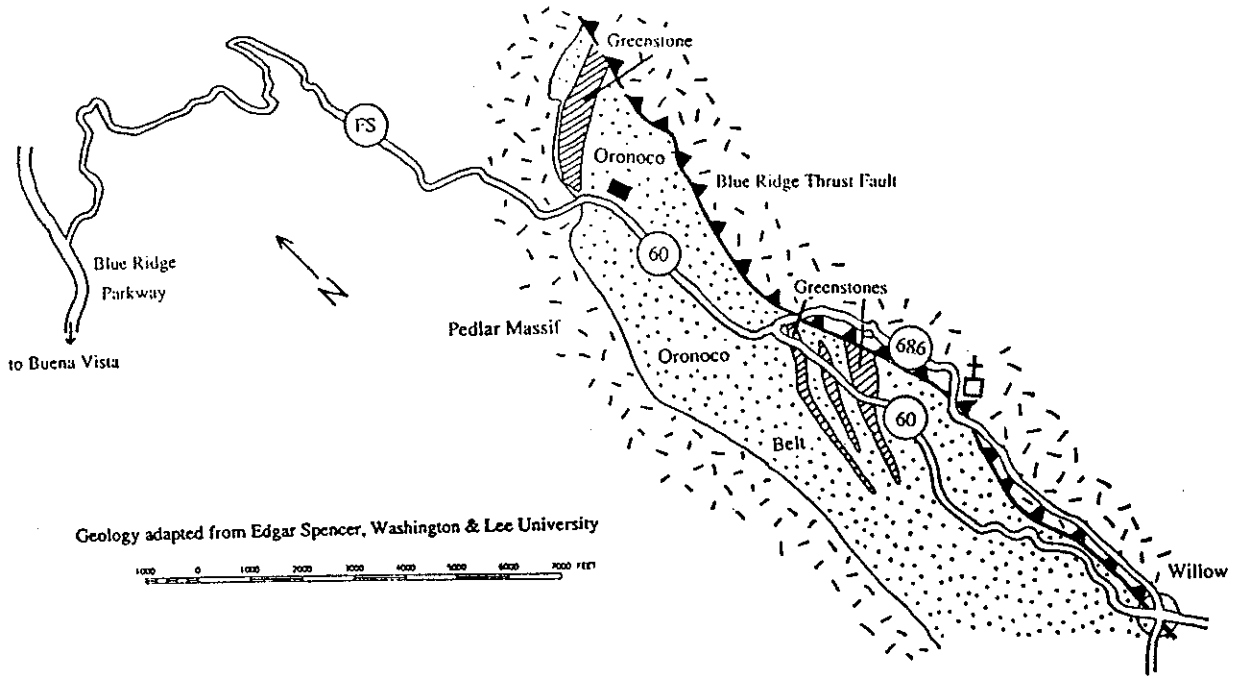 Greenstone
FS
Oronoco
Blue Ridge Thrust Fault
60
Blue Ridge
Parkway
N
Greenstones
Pedlar Massif
to Buena Vista
Oronoco
686
60
Belt
Geology adapted from Edgar Spencer, Washington & Lee University
1000 0 1000 2000 3000 4000 5000 6000 7000 FEET
Willow